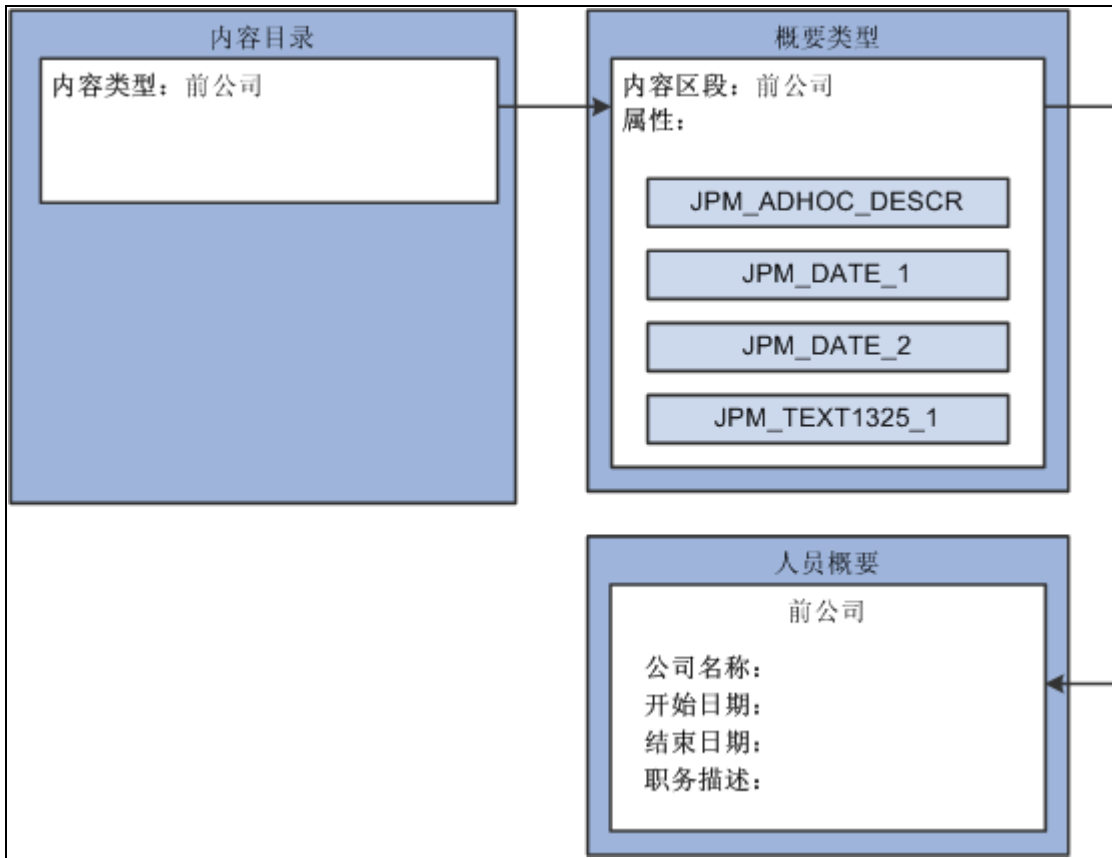 内容目录
内容类型：前公司
概要类型
内容区段：前公司
属性：
JPM_ADHOC_DESCR
JPM_DATE_1
JPM_DATE_2
JPM_TEXT1325_1
人员概要
前公司
公司名称：
开始日期：
结束日期：
职务描述：